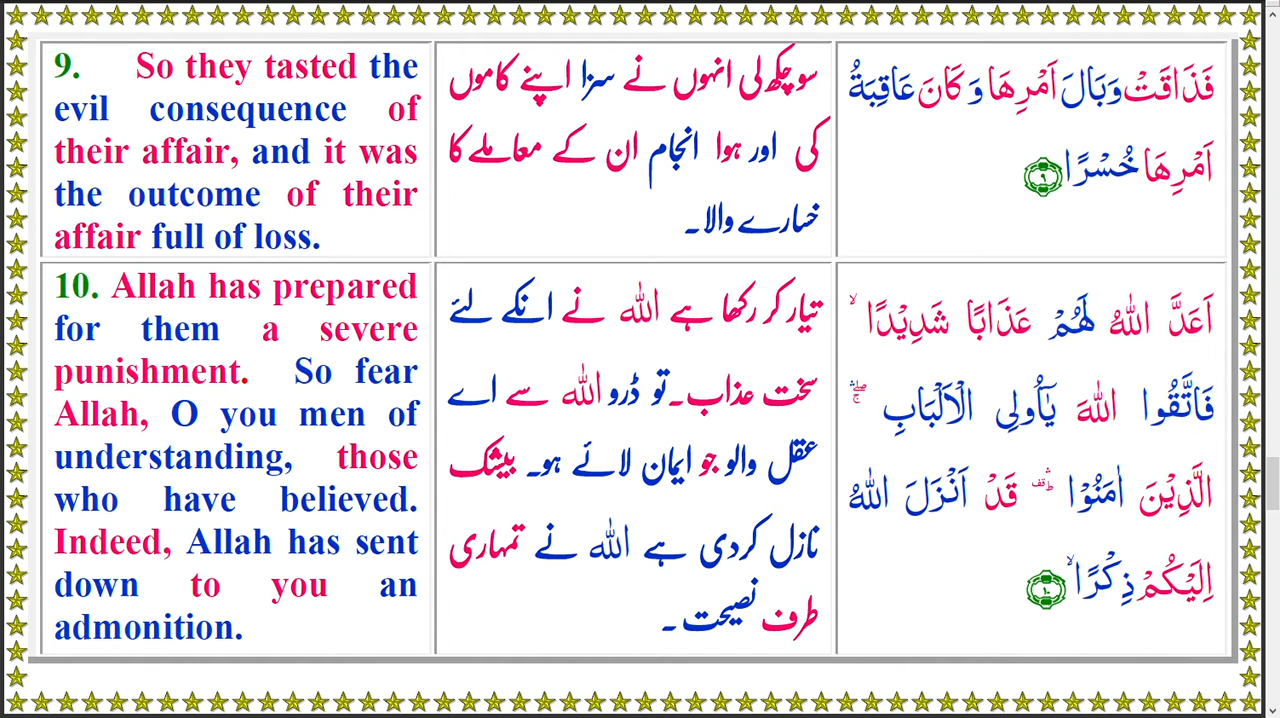 9. So they tasted the
evil consequence of
their affair, and it was
the outcome of their
affair full of loss.
سو چکھ لی انہوں نے سزا اپنے کاموں
کی اور ہوا انجام ان کے معاملے کا
خسارے والا۔
فَذَاقَتْ وَبَالَ اَمْرِهَا وَ كَانَ عَاقِبَةُ
اَمْرِهَا خُسْرًا ۹
10. Allah has prepared
for them a severe
punishment. So fear
Allah, O you men of
understanding, those
who have believed.
Indeed, Allah has sent
down to you an
admonition.
تیار کر رکھا ہے اللہ نے انکے لئے
سخت عذاب۔ تو ڈرو اللہ سے اے
عقل والو جو ایمان لائے ہو۔ بیشک
نازل کردی ہے اللہ نے تمہاری
طرف نصیحت ۔
اَعَدَّ اللّٰهُ لَهُمْ عَذَابًا شَدِيْدًا ۙ
فَاتَّقُوا اللّٰهَ يٰۤاُولِي الْاَلْبَابِ ۛۖۚ
الَّذِيْنَ اٰمَنُوْا ؕۛ قف قَدْ اَنْزَلَ اللّٰهُ
اِلَيْكُمْ ذِكْرًا ۙ ۱۰